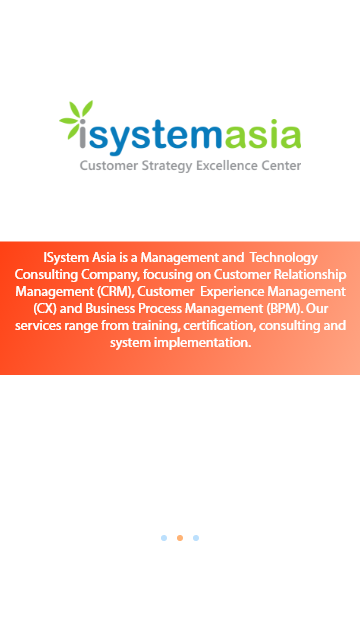 isystemasia
Customer Strategy Excellence Center
ISystem Asia is a Management and Technology
Consulting Company, focusing on Customer Relationship
Management (CRM), Customer Experience Management
(CX) and Business Process Management (BPM). Our
services range from training, certification, consulting and
system implementation.